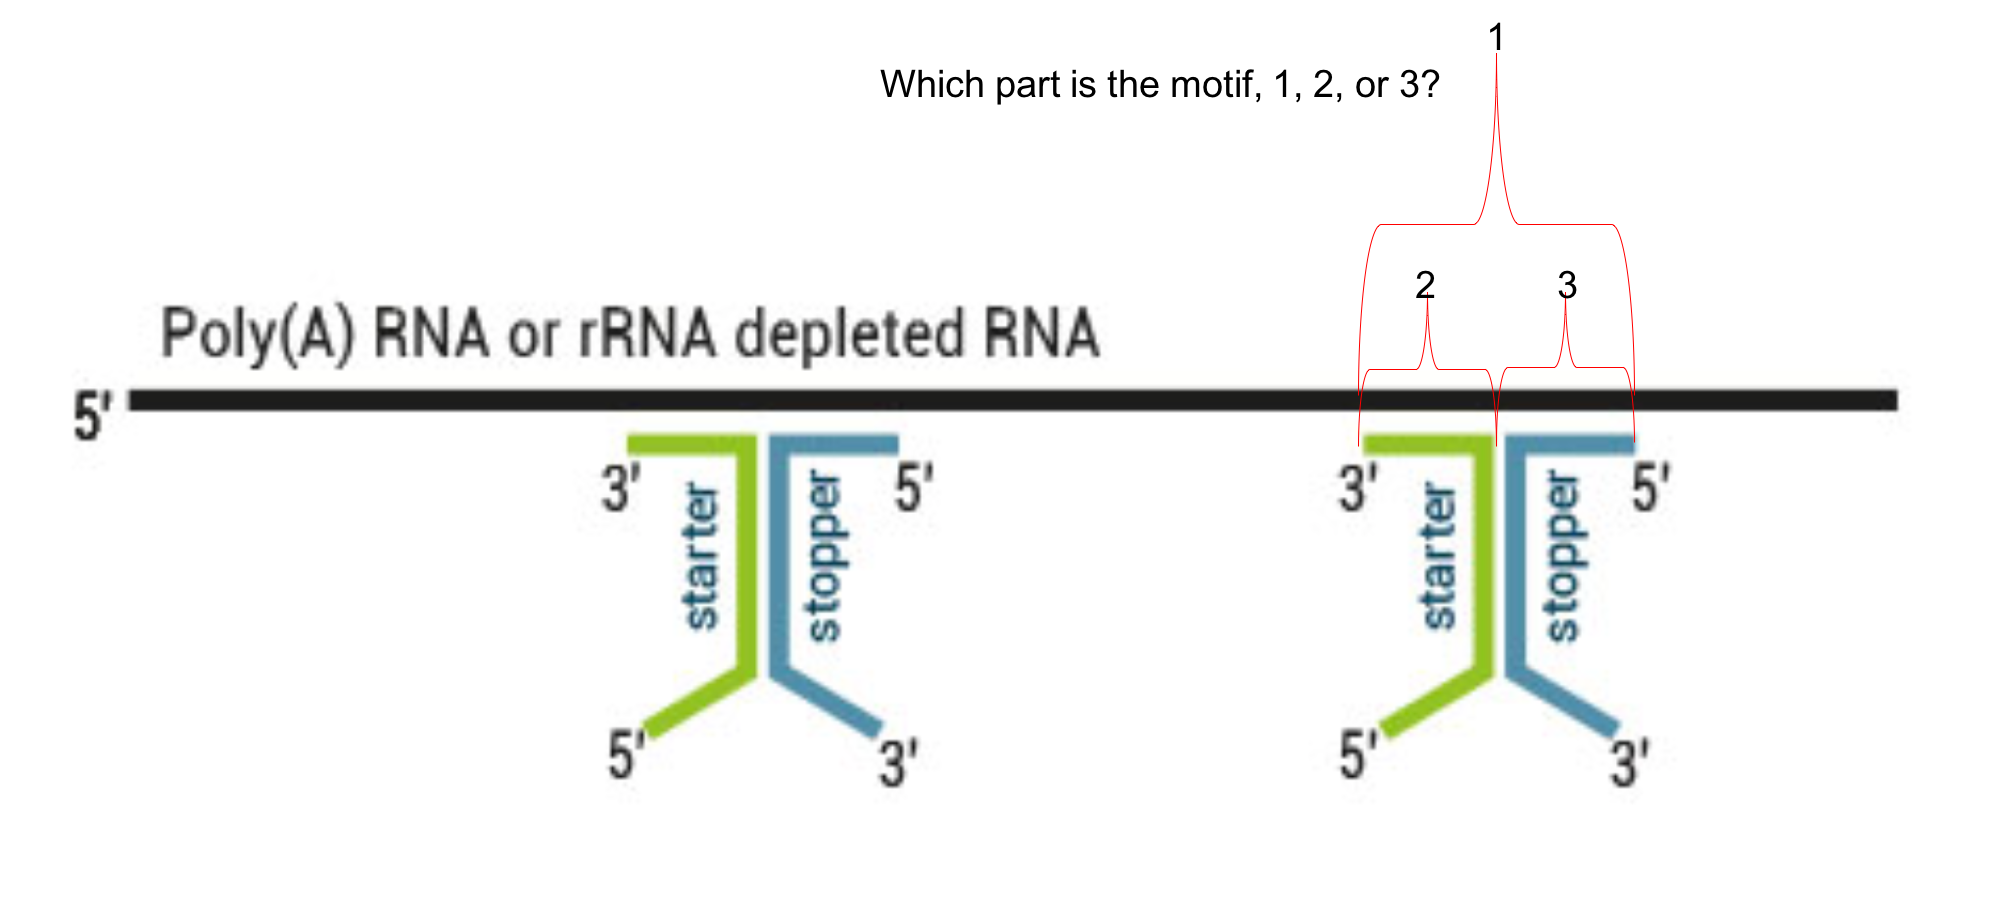 1
Which part is the motif, 1, 2, or 3?
2 3
Poly(A) RNA or rRNA depleted RNA
5'
3' 5' 3' 5'
starter stopper starter stopper
5' 3' 5' 3'